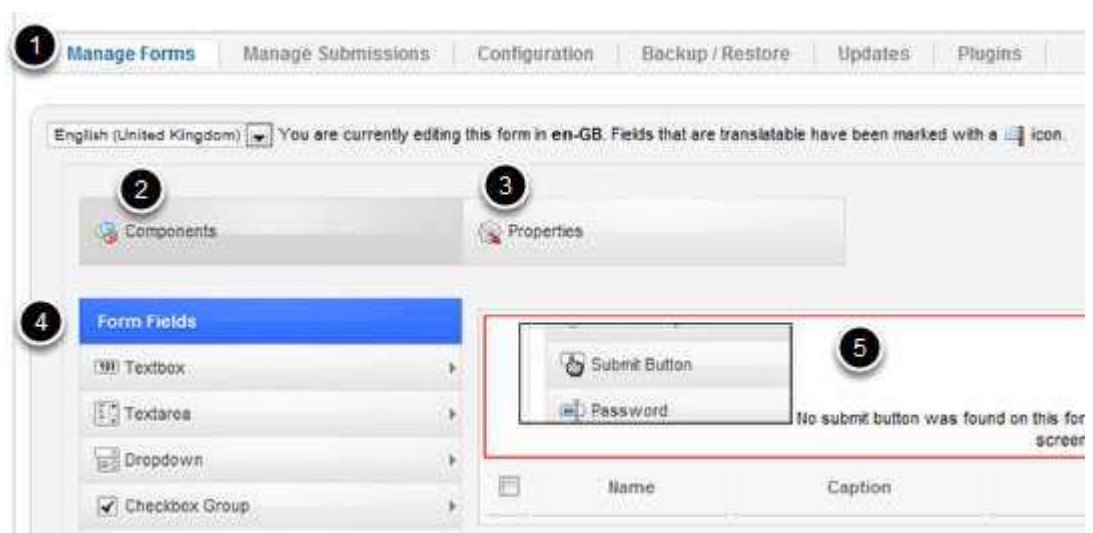 1 Manage Forms Manage Submissions Configuration Backup / Restore Updates Plugins
English (United Kingdom) You are currently editing this form in en-GB. Fields that are translatable have been marked with a icon.
2 3
Components Properties
4 Form Fields
5
Textbox Submit Button
Textarea Password
No submit button was found on this for
screen
Dropdown
Name Caption
Checkbox Group